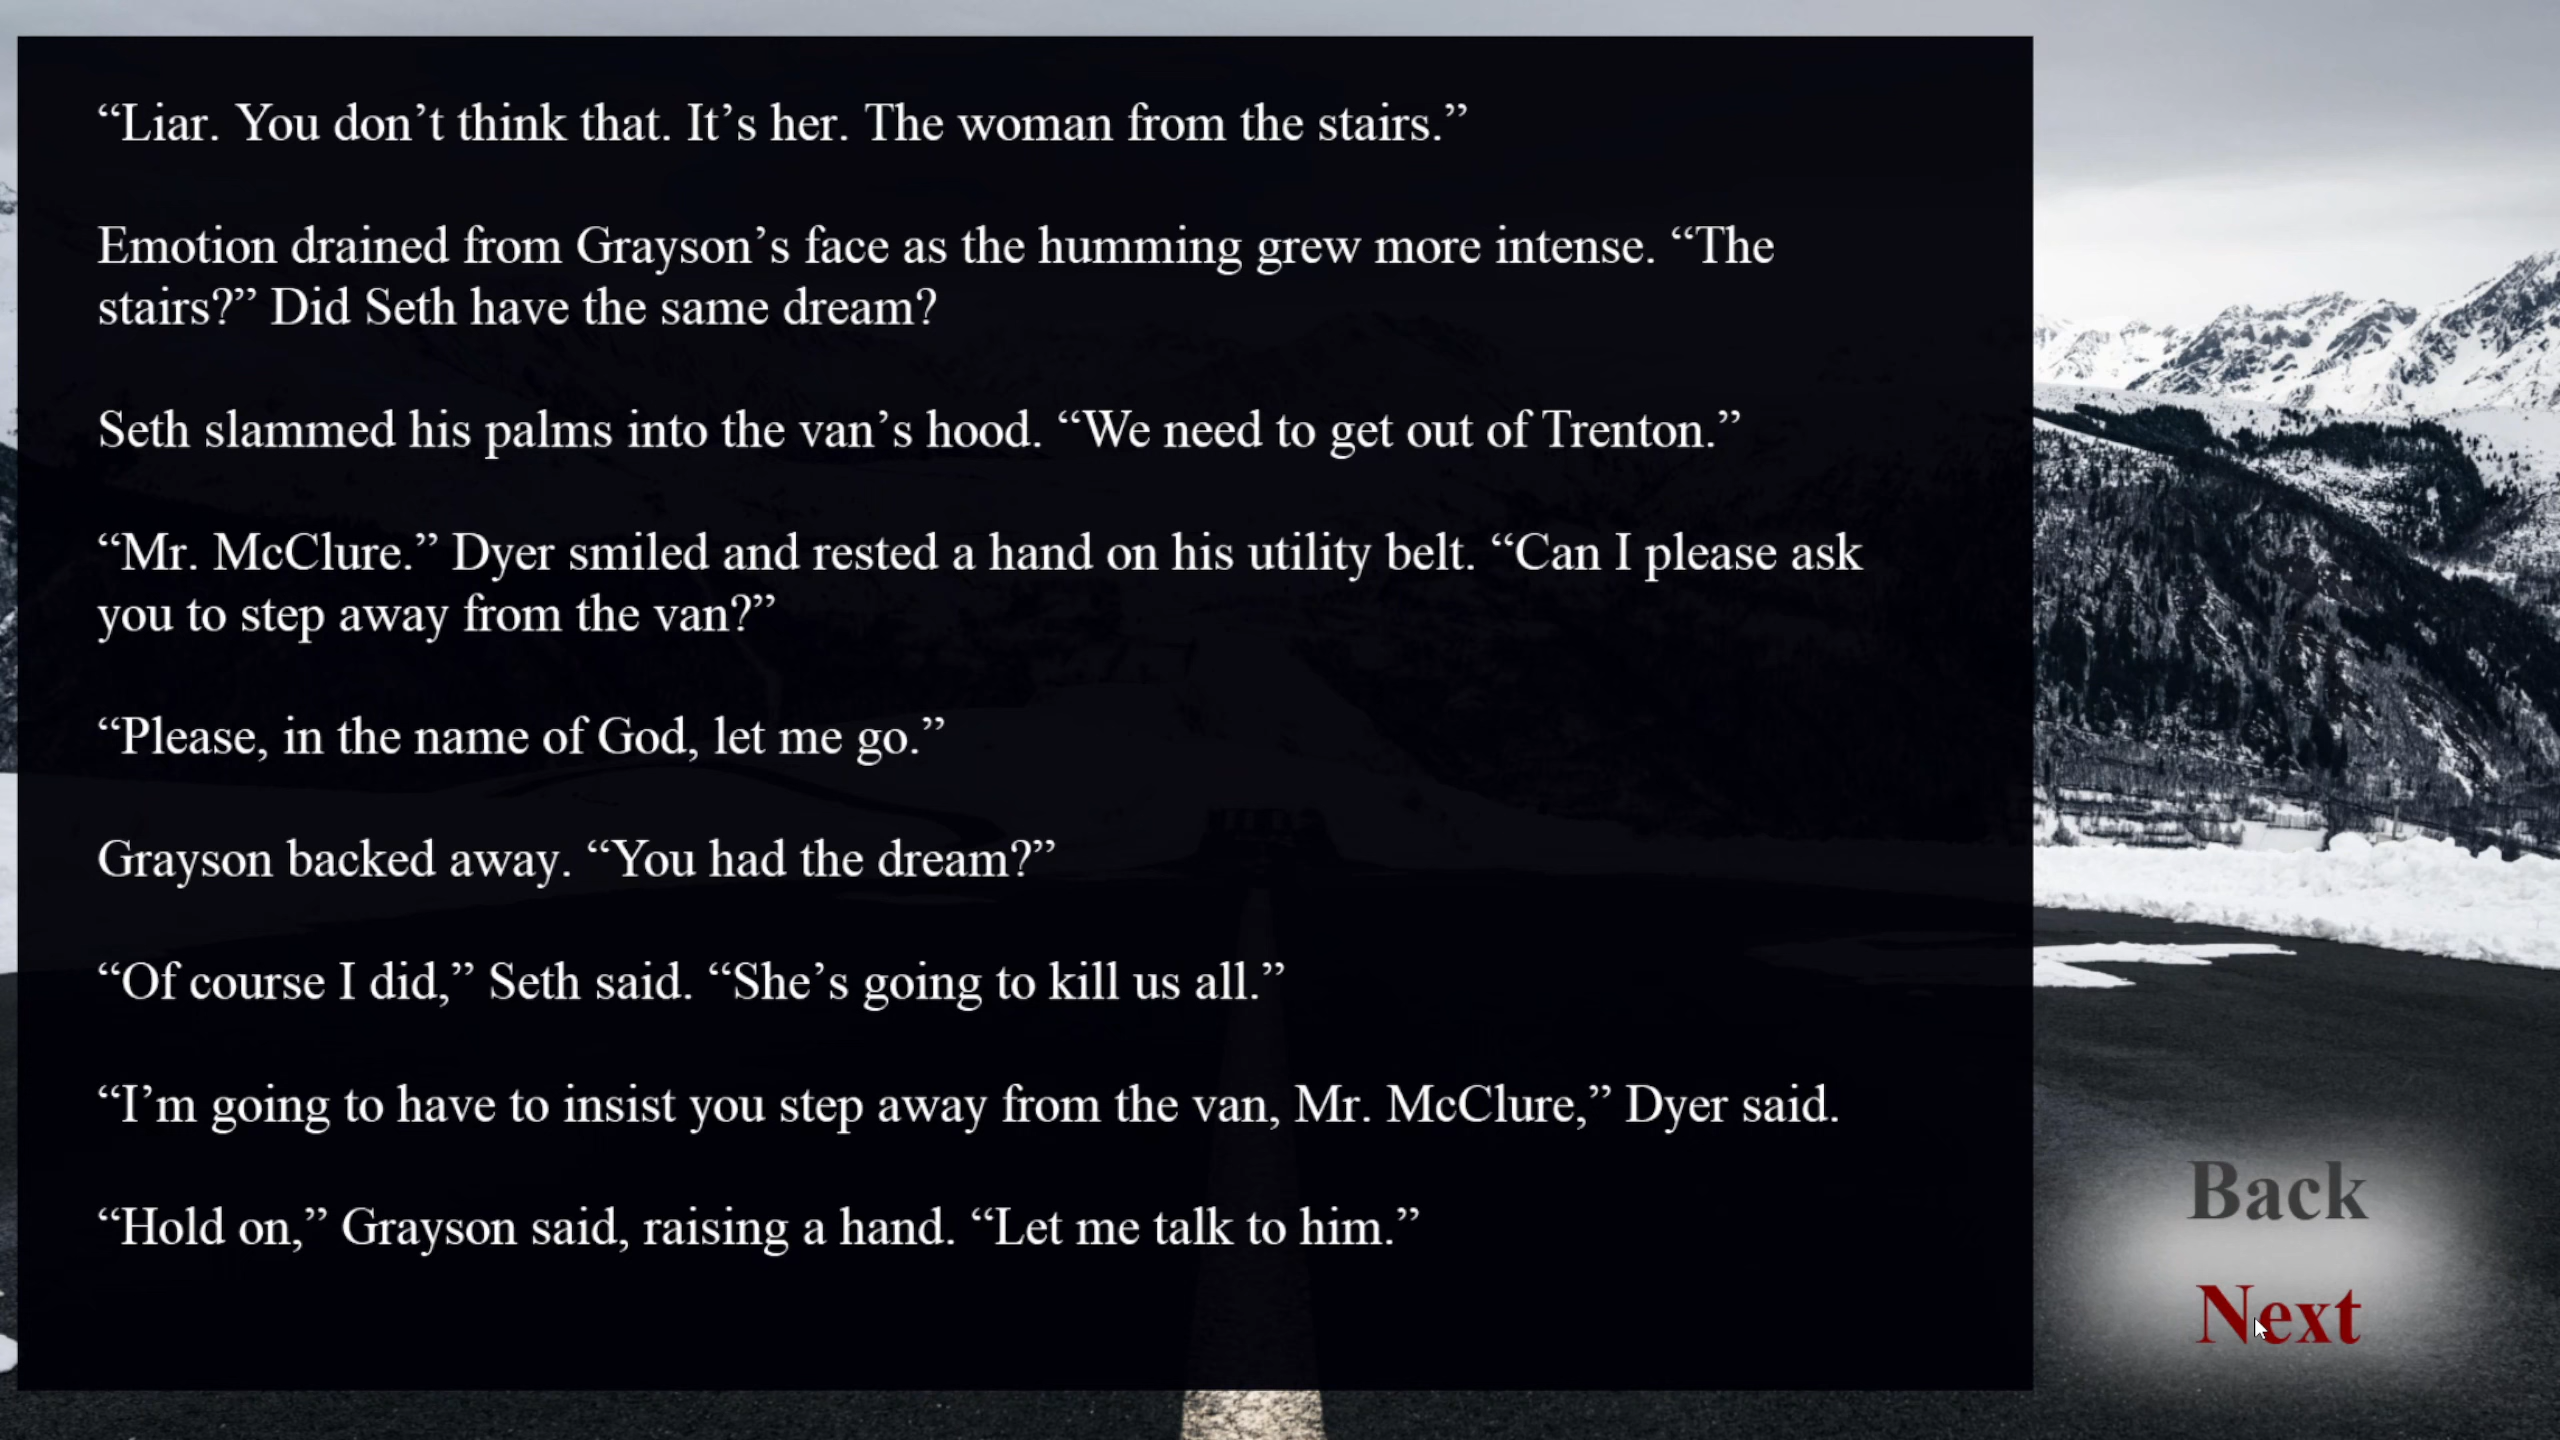 “Liar. You don’t think that. It’s her. The woman from the stairs.”
Emotion drained from Grayson’s face as the humming grew more intense. “The
stairs?” Did Seth have the same dream?
Seth slammed his palms into the van’s hood. “We need to get out of Trenton.”
“Mr. McClure.” Dyer smiled and rested a hand on his utility belt. “Can I please ask
you to step away from the van?”
“Please, in the name of God, let me go.”
Grayson backed away. “You had the dream?”
“Of course I did,” Seth said. “She’s going to kill us all.”
“I’m going to have to insist you step away from the van, Mr. McClure,” Dyer said.
“Hold on,” Grayson said, raising a hand. “Let me talk to him.”
Back
Next